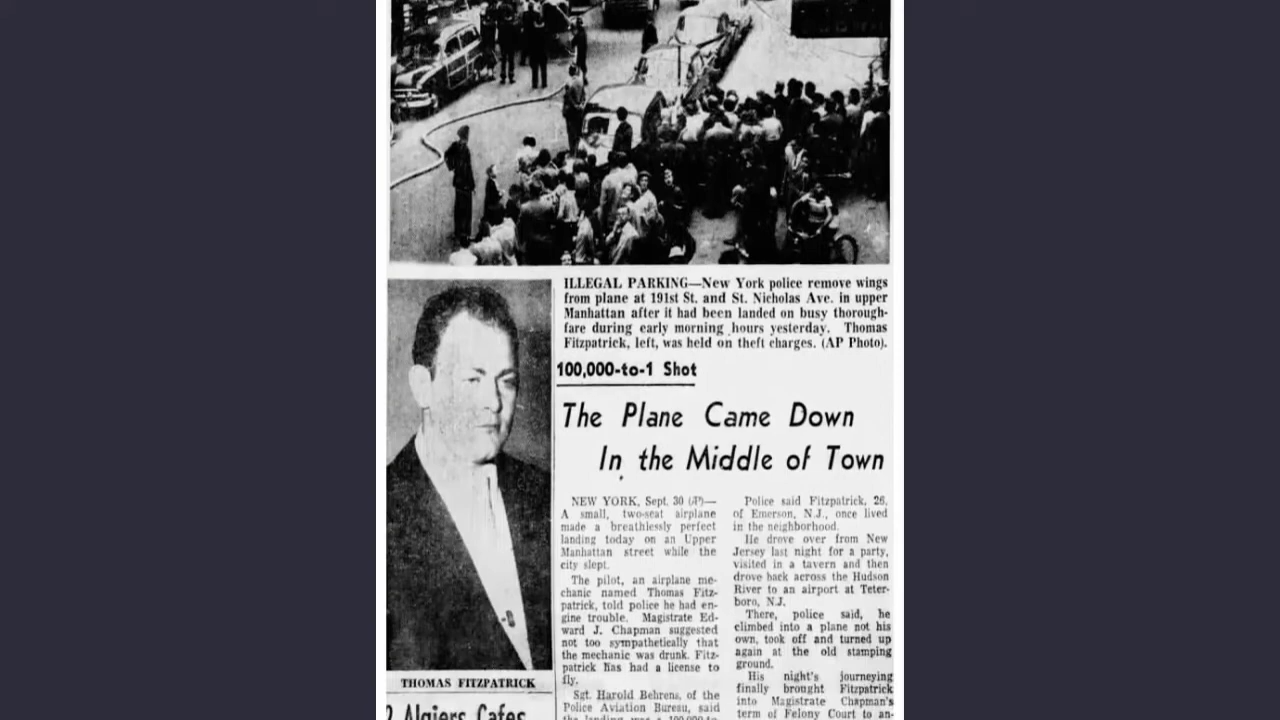 ILLEGAL PARKING—New York police remove wings
from plane at 191st St. and St. Nicholas Ave. in upper
Manhattan after it had been landed on busy thorough-
fare during early morning hours yesterday. Thomas
Fitzpatrick, left, was held on theft charges. (AP Photo).
100,000-to-1 Shot
The Plane Came Down
In the Middle of Town
NEW YORK, Sept. 30 (AP)—
A small, two-seat airplane
made a breathlessly perfect
landing today on an Upper
Manhattan street while the
city slept.
The pilot, an airplane me-
chanic named Thomas Fitz-
patrick, told police he had en-
gine trouble. Magistrate Ed-
ward J. Chapman suggested
not too sympathetically that
the mechanic was drunk. Fitz-
patrick has had a license to
fly.
Sgt. Harold Behrens, of the
Police Aviation Bureau, said
the landing was a 100,000-to-
Police said Fitzpatrick, 26,
of Emerson, N.J., once lived
in the neighborhood.
He drove over from New
Jersey last night for a party,
visited in a tavern and then
drove back across the Hudson
River to an airport at Teter-
boro, N.J.
There, police said, he
climbed into a plane not his
own, took off and turned up
again at the old stamping
ground.
His night's journeying
finally brought Fitzpatrick
into Magistrate Chapman's
term of Felony Court to an-
THOMAS FITZPATRICK
2 Algiers Cafes